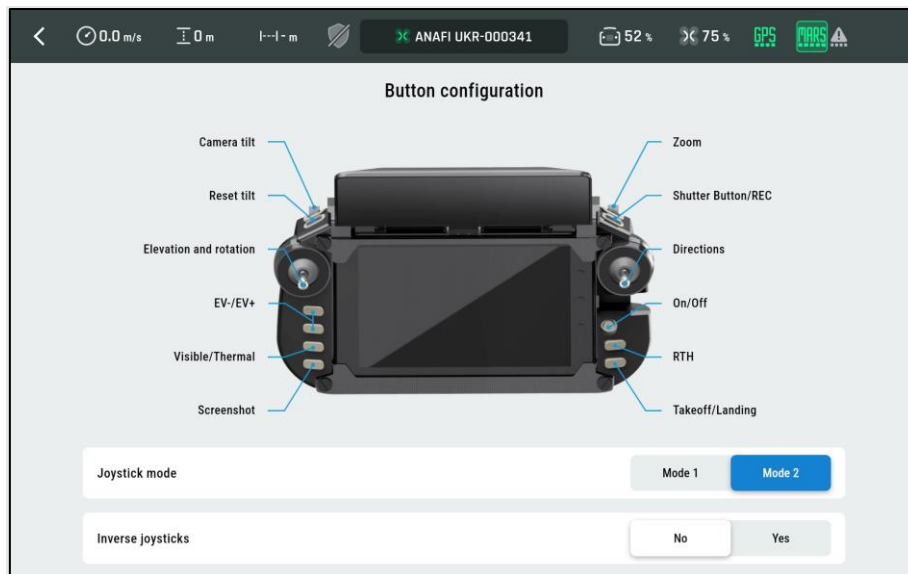 0.0 m/s 0 m - m ANAFI UKR-000341 52 % 75 % GPS MARS
Button configuration
Camera tilt
Zoom
Reset tilt
Shutter Button/REC
Elevation and rotation
Directions
EV-/EV+
On/Off
Visible/Thermal
RTH
Screenshot
Takeoff/Landing
Joystick mode Mode 1 Mode 2
Inverse joysticks No Yes